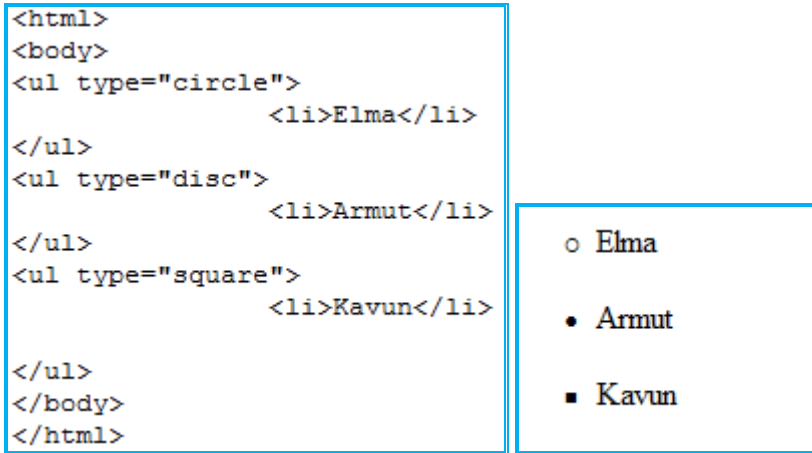 <html>
<body>
<ul type="circle">
<li>Elma</li>
</ul>
<ul type="disc">
<li>Armut</li>
</ul>
<ul type="square">
<li>Kavun</li>
</ul>
</body>
</html>
Elma
Armut
Kavun